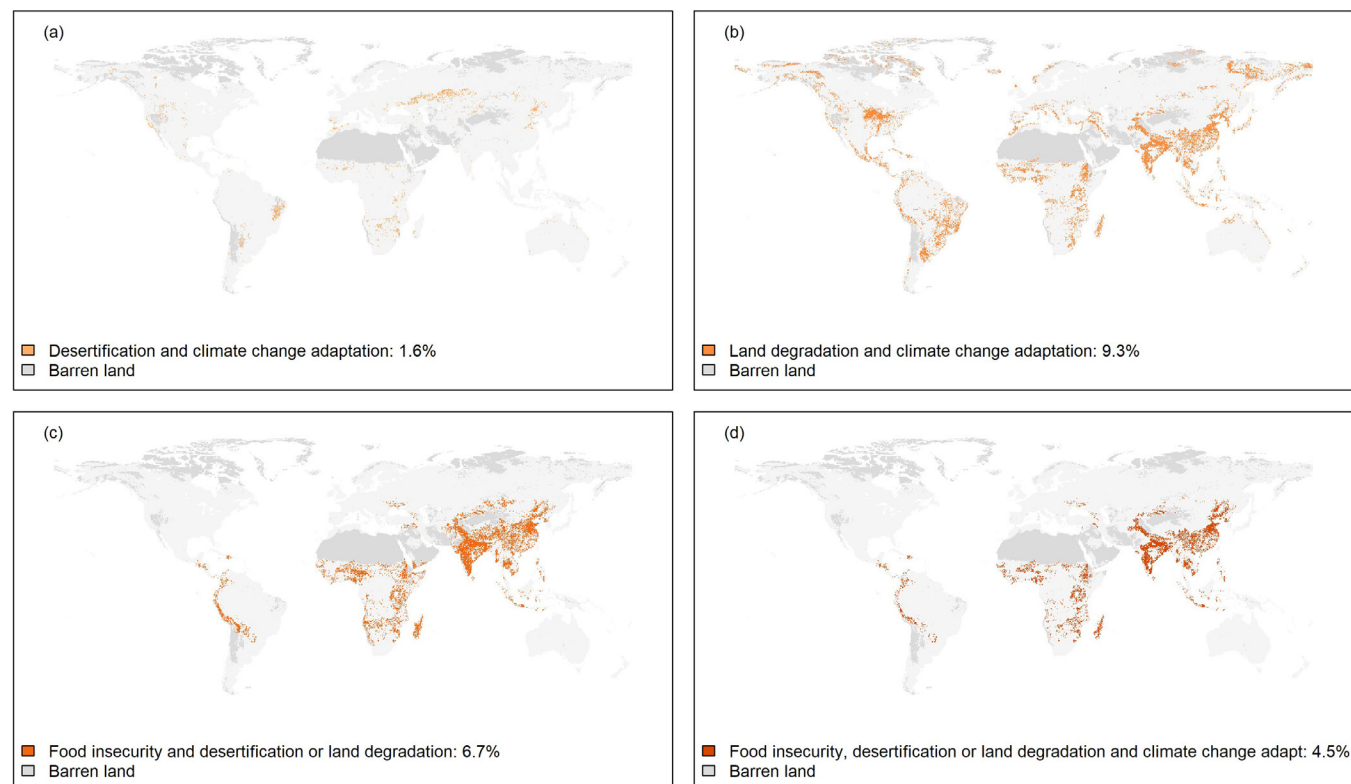 (a)
Desertification and climate change adaptation: 1.6%
Barren land
(b)
Land degradation and climate change adaptation: 9.3%
Barren land
(c)
Food insecurity and desertification or land degradation: 6.7%
Barren land
(d)
Food insecurity, desertification or land degradation and climate change adapt: 4.5%
Barren land